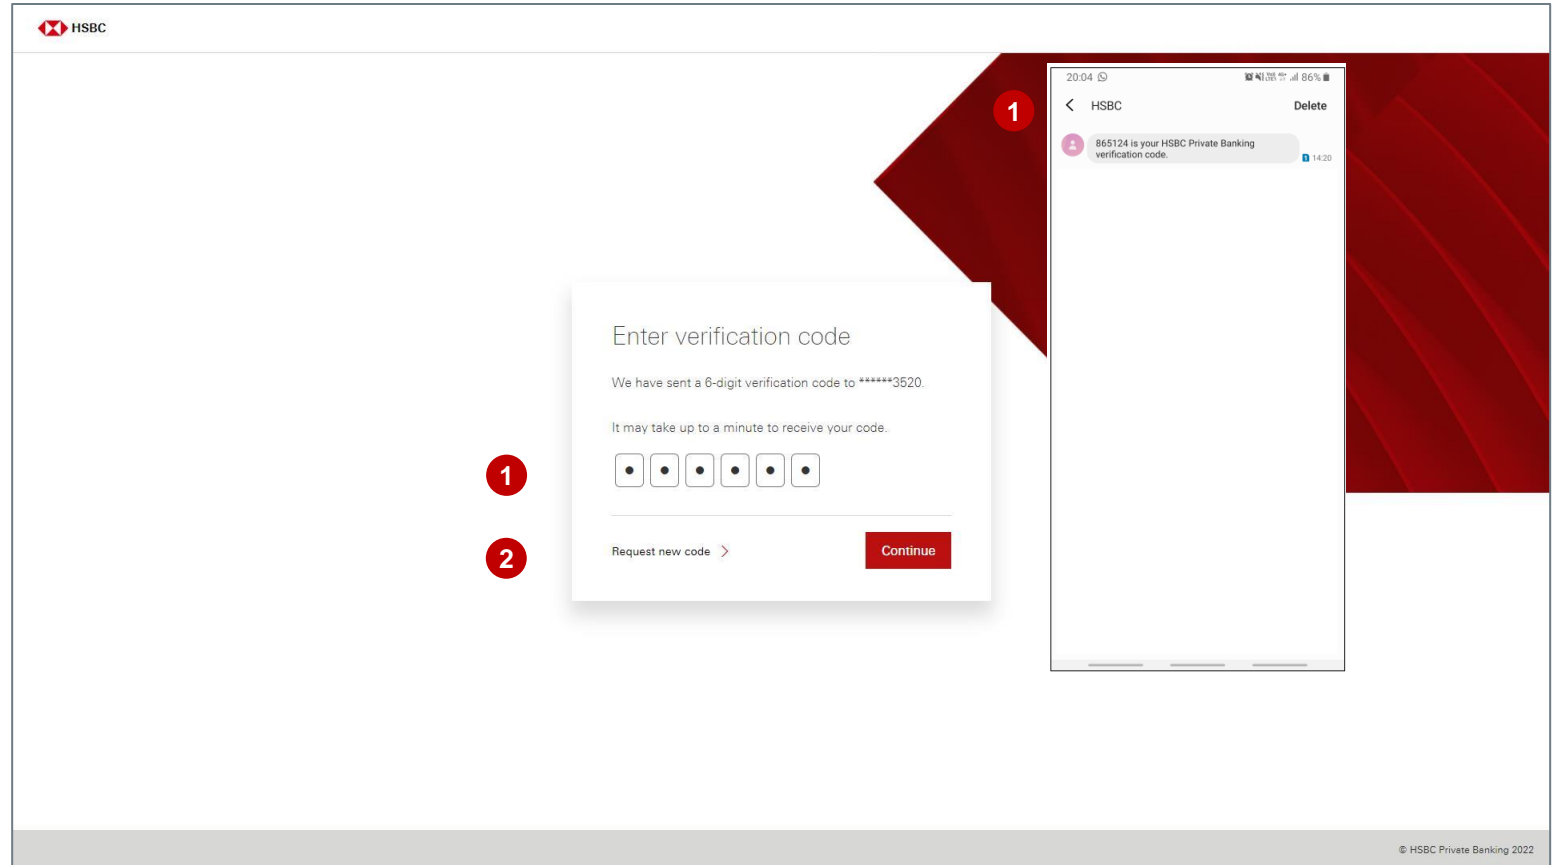 HSBC
20:04
86%
1
HSBC
Delete
865124 is your HSBC Private Banking
verification code.
1 14:20
Enter verification code
We have sent a 6-digit verification code to ******3520.
It may take up to a minute to receive your code.
1
2
Request new code
Continue
© HSBC Private Banking 2022